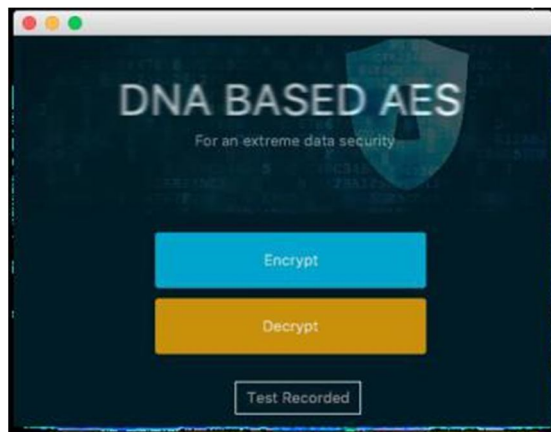 DNA BASED AES
For an extreme data security
Encrypt
Decrypt
Test Recorded